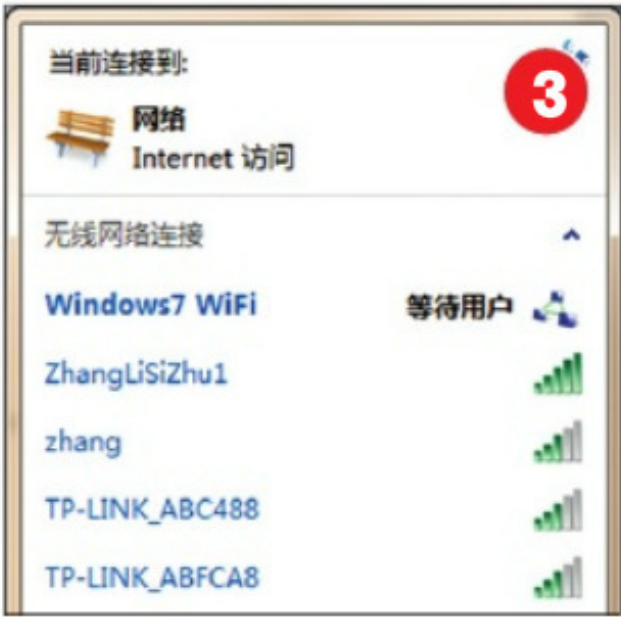 当前连接到:
3
网络
Internet 访问
无线网络连接
Windows7 WiFi 等待用户
ZhangLiSiZhu1
zhang
TP-LINK_ABC488
TP-LINK_ABFCA8